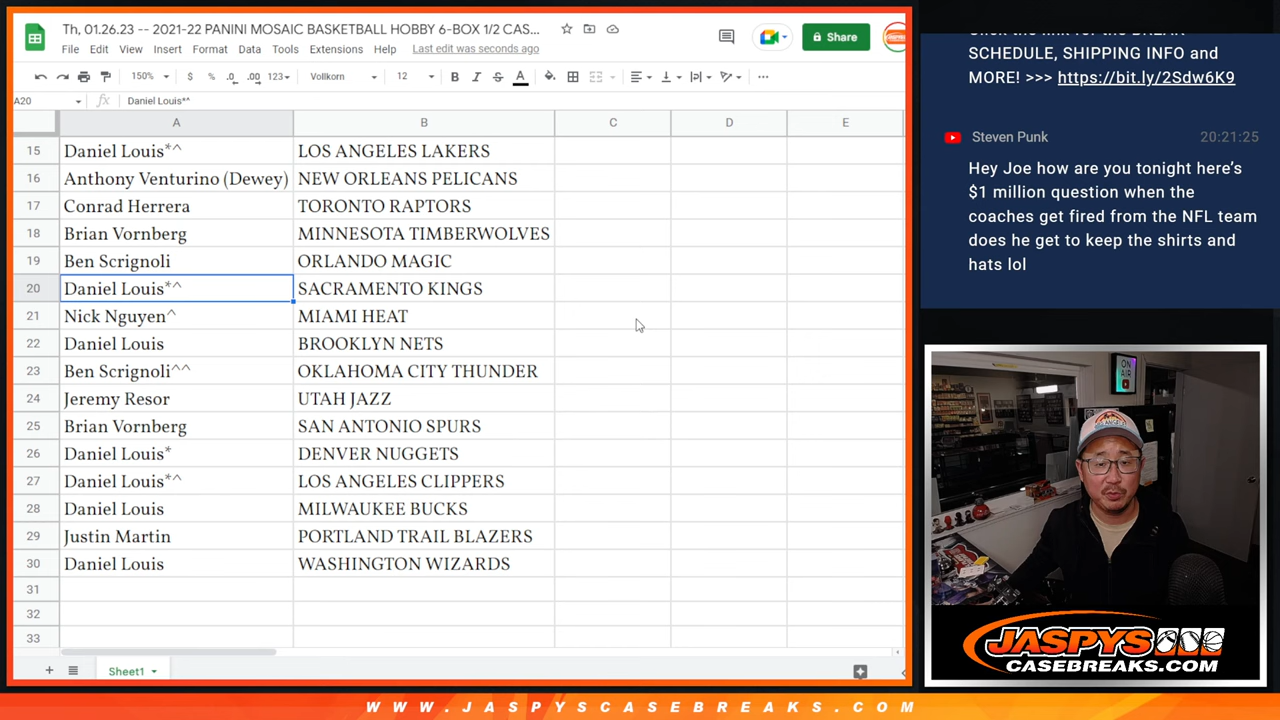 Th, 01.26.23 -- 2021-22 PANINI MOSAIC BASKETBALL HOBBY 6-BOX 1/2 CAS...
File Edit View Insert Format Data Tools Extensions Help Last edit was seconds ago
Share
150% $ % .0 .00 123 Vollkorn 12 B I S A
A20 fx Daniel Louis*^
A B C D E
15 Daniel Louis*^ LOS ANGELES LAKERS
16 Anthony Venturino (Dewey) NEW ORLEANS PELICANS
17 Conrad Herrera TORONTO RAPTORS
18 Brian Vornberg MINNESOTA TIMBERWOLVES
19 Ben Scrignoli ORLANDO MAGIC
20 Daniel Louis*^ SACRAMENTO KINGS
21 Nick Nguyen^ MIAMI HEAT
22 Daniel Louis BROOKLYN NETS
23 Ben Scrignoli^^ OKLAHOMA CITY THUNDER
24 Jeremy Resor UTAH JAZZ
25 Brian Vornberg SAN ANTONIO SPURS
26 Daniel Louis* DENVER NUGGETS
27 Daniel Louis*^ LOS ANGELES CLIPPERS
28 Daniel Louis MILWAUKEE BUCKS
29 Justin Martin PORTLAND TRAIL BLAZERS
30 Daniel Louis WASHINGTON WIZARDS
31
32
33
Sheet1
SCHEDULE, SHIPPING INFO and
MORE! >>> https://bit.ly/2Sdw6K9
Steven Punk 20:21:25
Hey Joe how are you tonight here's
$1 million question when the
coaches get fired from the NFL team
does he get to keep the shirts and
hats lol
ON
AIR
JASPYS
CASEBREAKS.COM
WWW.JASPYSCASEBREAKS.COM